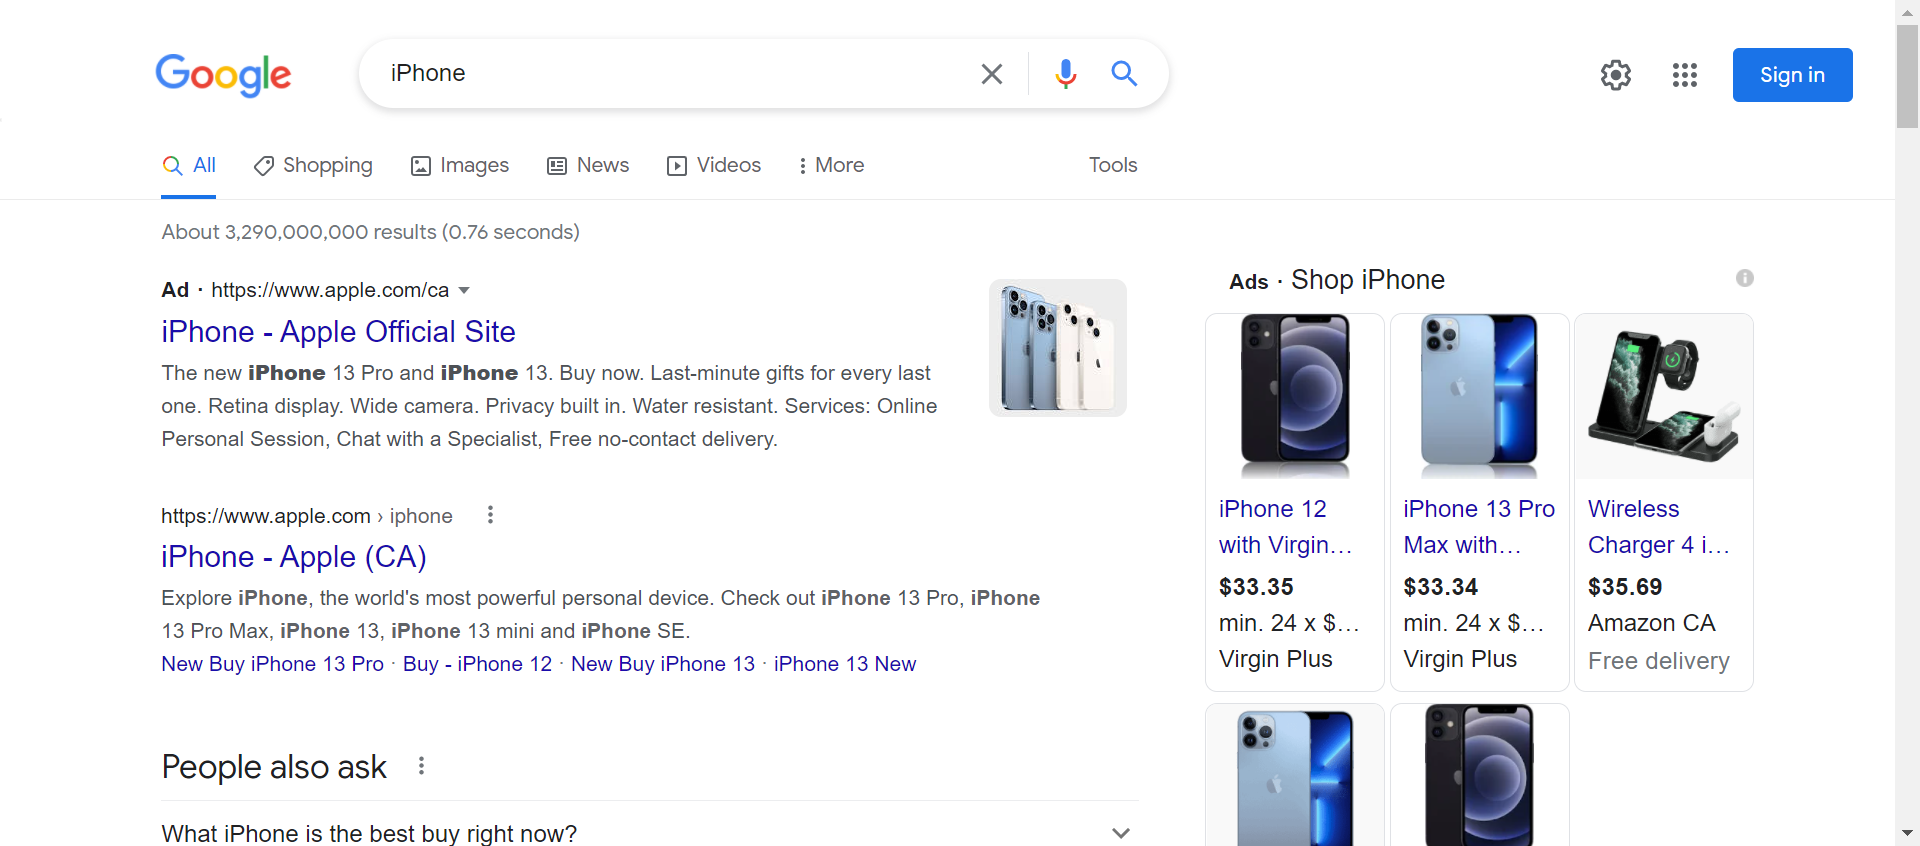 Google
iPhone
Sign in
All
Shopping
Images
News
Videos
More
Tools
About 3,290,000,000 results (0.76 seconds)
Ad · https://www.apple.com/ca
iPhone - Apple Official Site
The new iPhone 13 Pro and iPhone 13. Buy now. Last-minute gifts for every last
one. Retina display. Wide camera. Privacy built in. Water resistant. Services: Online
Personal Session, Chat with a Specialist, Free no-contact delivery.
https://www.apple.com › iphone
iPhone - Apple (CA)
Explore iPhone, the world's most powerful personal device. Check out iPhone 13 Pro, iPhone
13 Pro Max, iPhone 13, iPhone 13 mini and iPhone SE.
New Buy iPhone 13 Pro · Buy - iPhone 12 · New Buy iPhone 13 · iPhone 13 New
People also ask
What iPhone is the best buy right now?
Ads · Shop iPhone
iPhone 12
with Virgin...
$33.35
min. 24 x $...
Virgin Plus
iPhone 13 Pro
Max with...
$33.34
min. 24 x $...
Virgin Plus
Wireless
Charger 4 i...
$35.69
Amazon CA
Free delivery